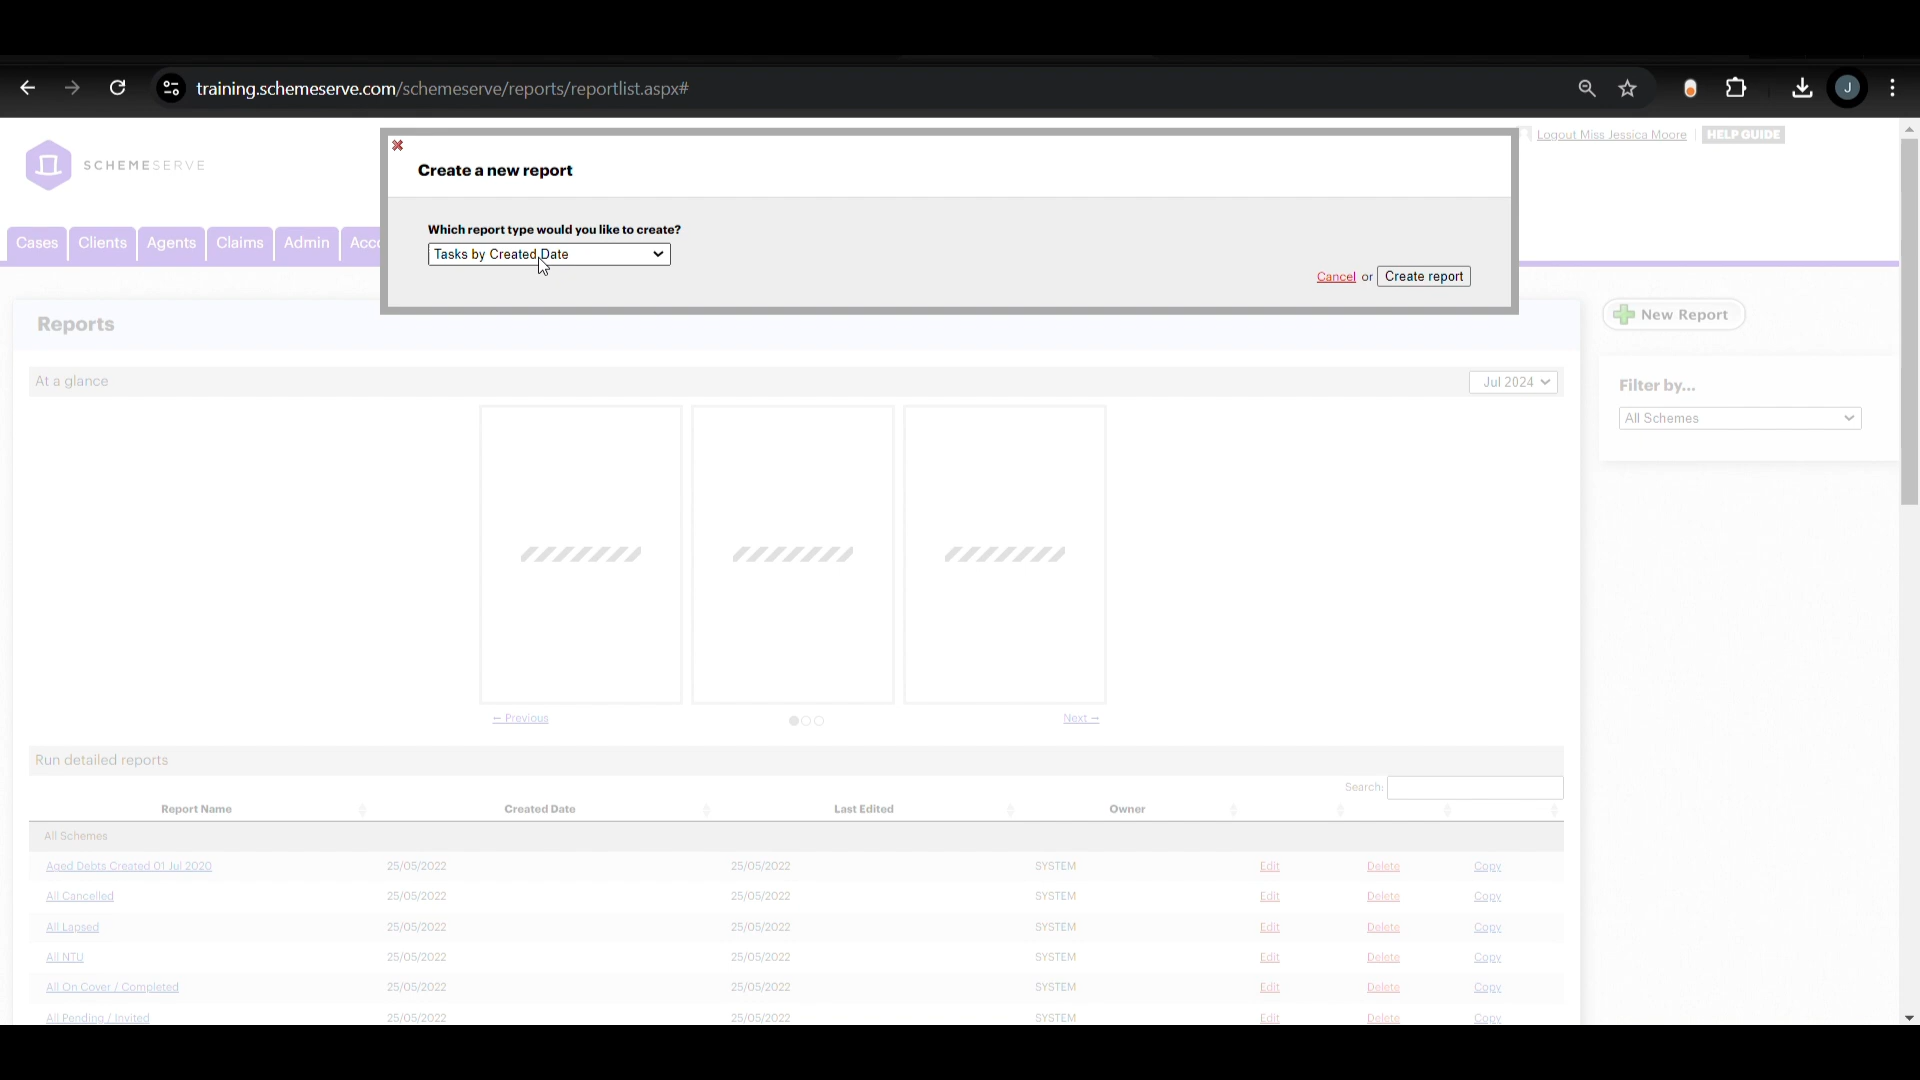 training.schemeserve.com/schemeserve/reports/reportlist.aspx#
J
Logout Miss Jessica Moore
HELP GUIDE
SCHEMESERVE
Create a new report
Which report type would you like to create?
Tasks by Created Date
Cancel or Create report
Cases Clients Agents Claims Admin Acco
Reports
New Report
At a glance
Jul 2024
Filter by...
All Schemes
← Previous
Next →
Run detailed reports
Search:
Report Name Created Date Last Edited Owner
All Schemes
Aged Debts Created 01 Jul 2020 25/05/2022 25/05/2022 SYSTEM Edit Delete Copy
All Cancelled 25/05/2022 25/05/2022 SYSTEM Edit Delete Copy
All Lapsed 25/05/2022 25/05/2022 SYSTEM Edit Delete Copy
All NTU 25/05/2022 25/05/2022 SYSTEM Edit Delete Copy
All On Cover / Completed 25/05/2022 25/05/2022 SYSTEM Edit Delete Copy
All Pending / Invited 25/05/2022 25/05/2022 SYSTEM Edit Delete Copy